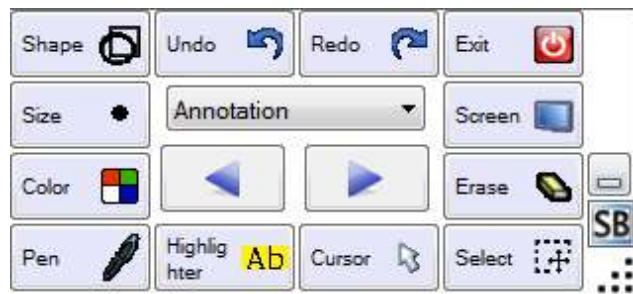 Shape
Undo
Redo
Exit
Size
Annotation
Screen
Color
Erase
SB
Pen
Highlig
hter
Ab
Cursor
Select